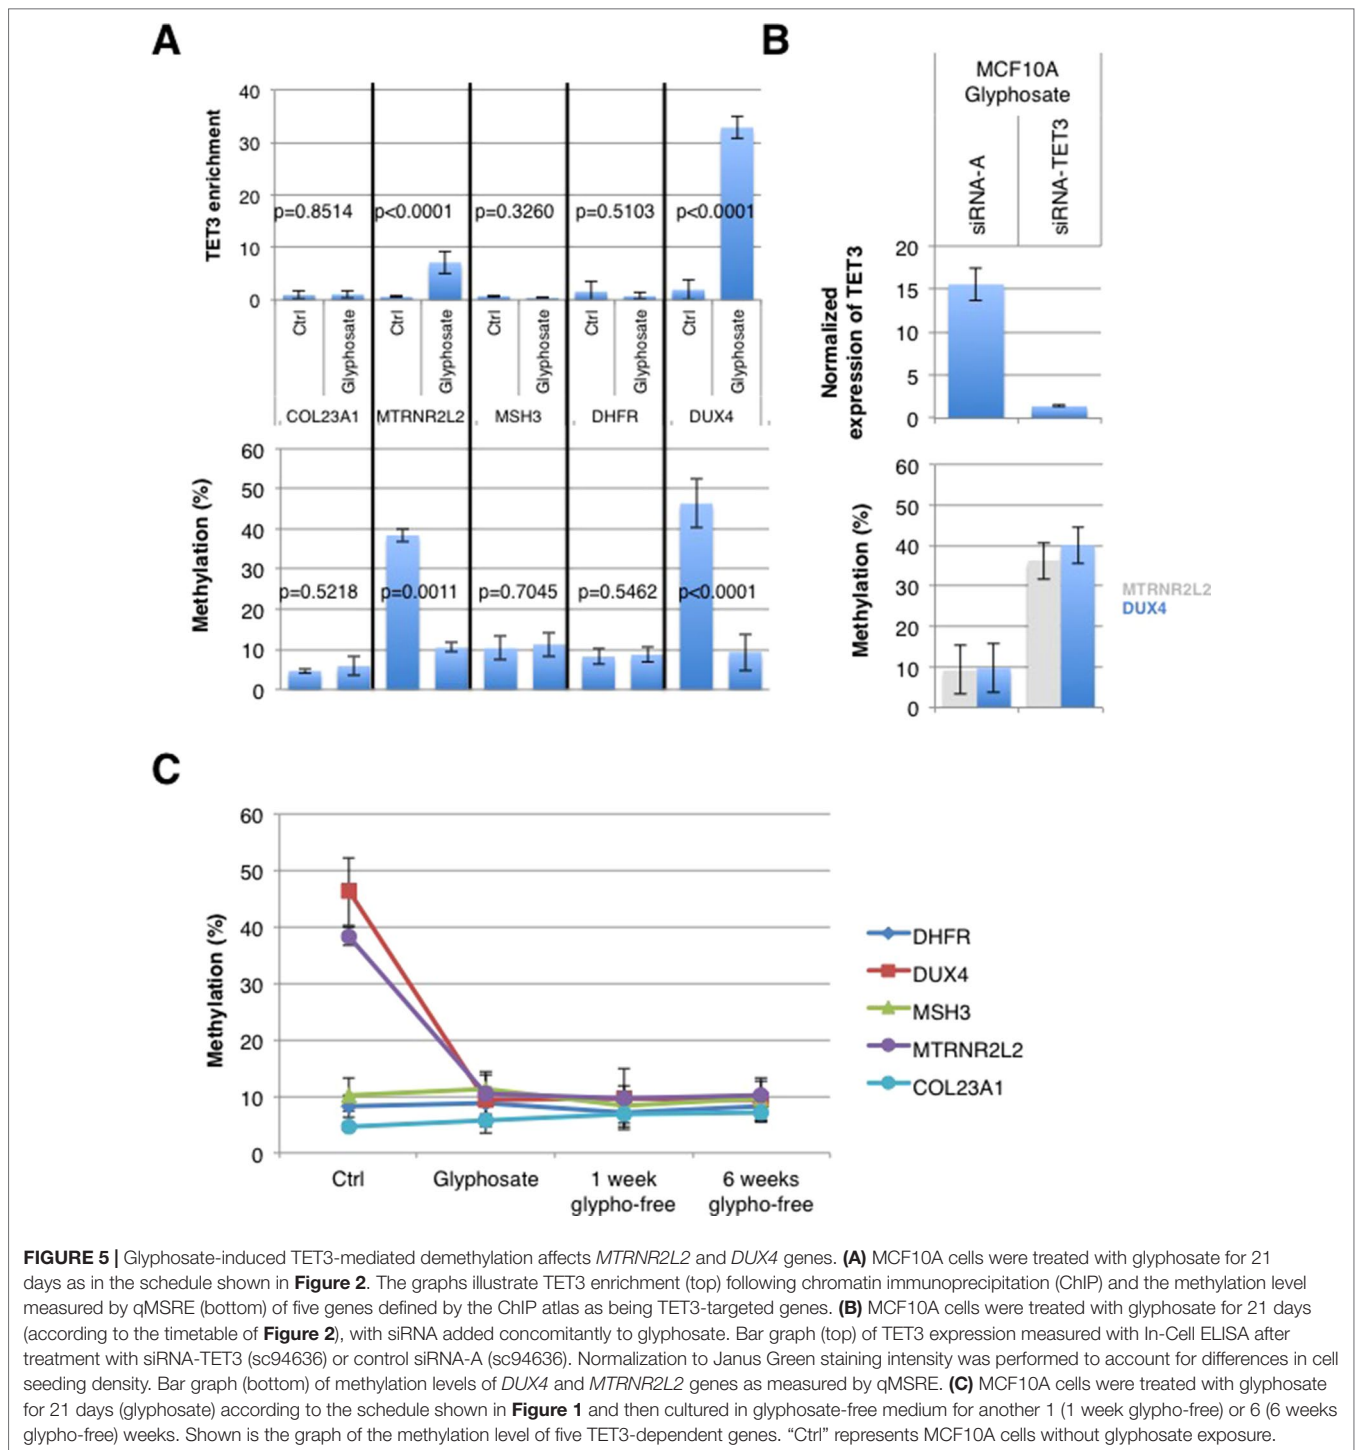 A
TET3 enrichment
40
30
20
10
0
p=0.8514 p<0.0001 p=0.3260 p=0.5103 p<0.0001
Ctrl Glyphosate Ctrl Glyphosate Ctrl Glyphosate Ctrl Glyphosate Ctrl Glyphosate
COL23A1 MTRNR2L2 MSH3 DHFR DUX4
Methylation (%)
60
50
40
30
20
10
0
p=0.5218 p=0.0011 p=0.7045 p=0.5462 p<0.0001
B
MCF10A
Glyphosate
siRNA-A siRNA-TET3
Normalized
expression of TET3
20
15
10
5
0
Methylation (%)
60
50
40
30
20
10
0
MTRNR2L2
DUX4
C
Methylation (%)
60
50
40
30
20
10
0
Ctrl Glyphosate 1 week 6 weeks
glypho-free glypho-free
DHFR
DUX4
MSH3
MTRNR2L2
COL23A1
FIGURE 5 | Glyphosate-induced TET3-mediated demethylation affects MTRNR2L2 and DUX4 genes. (A) MCF10A cells were treated with glyphosate for 21
days as in the schedule shown in Figure 2. The graphs illustrate TET3 enrichment (top) following chromatin immunoprecipitation (ChIP) and the methylation level
measured by qMSRE (bottom) of five genes defined by the ChIP atlas as being TET3-targeted genes. (B) MCF10A cells were treated with glyphosate for 21 days
(according to the timetable of Figure 2), with siRNA added concomitantly to glyphosate. Bar graph (top) of TET3 expression measured with In-Cell ELISA after
treatment with siRNA-TET3 (sc94636) or control siRNA-A (sc94636). Normalization to Janus Green staining intensity was performed to account for differences in cell
seeding density. Bar graph (bottom) of methylation levels of DUX4 and MTRNR2L2 genes as measured by qMSRE. (C) MCF10A cells were treated with glyphosate
for 21 days (glyphosate) according to the schedule shown in Figure 1 and then cultured in glyphosate-free medium for another 1 (1 week glypho-free) or 6 (6 weeks
glypho-free) weeks. Shown is the graph of the methylation level of five TET3-dependent genes. “Ctrl” represents MCF10A cells without glyphosate exposure.